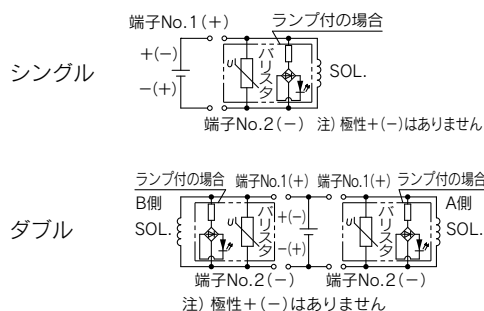 端子No.1(+)
ランプ付の場合
+(−)
シングル
U
バリスタ
SOL.
−(+)
端子No.2(−) 注)極性+(−)はありません
ランプ付の場合 端子No.1(+) 端子No.1(+) ランプ付の場合
B側
A側
ダブル
SOL.
U
バリスタ
+(−)
−(+)
U
バリスタ
SOL.
端子No.2(−)
端子No.2(−)
注)極性+(−)はありません